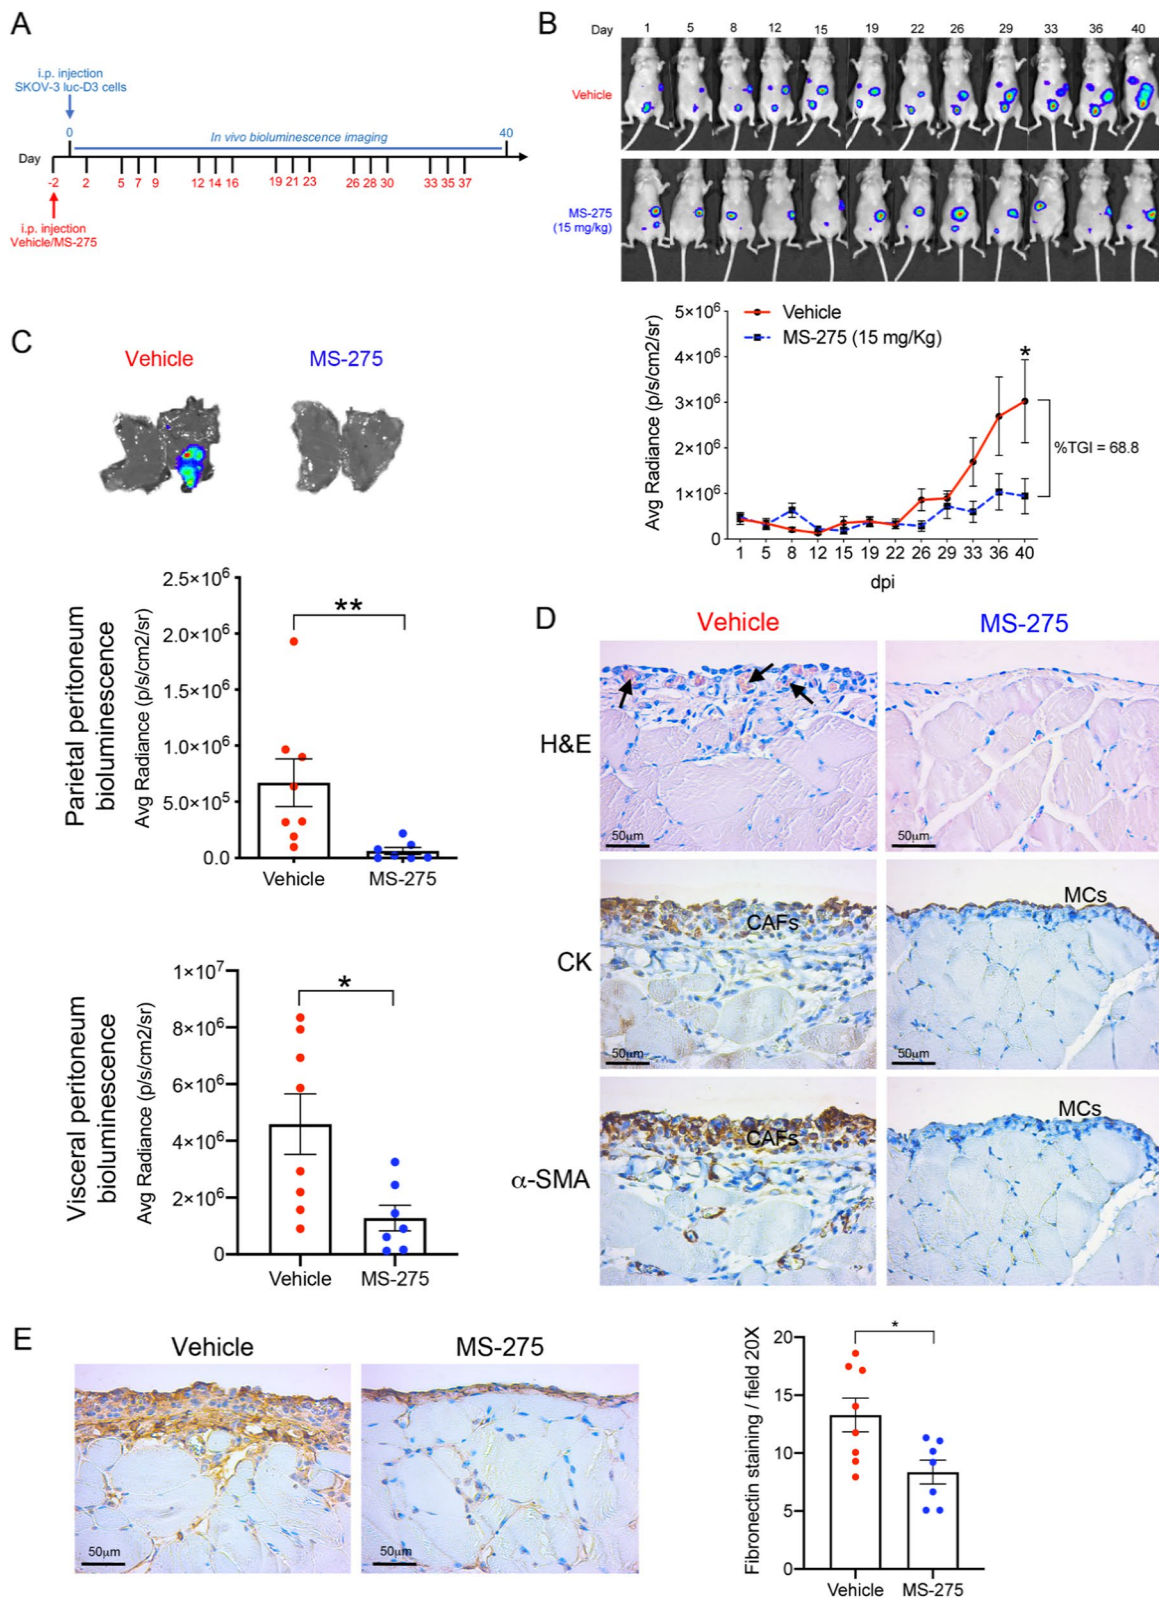 A
i.p. injection
SKOV-3 luc-D3 cells
0
In vivo bioluminescence imaging
40
Day
-2 2 5 7 9 12 14 16 19 21 23 26 28 30 33 35 37
i.p. injection
Vehicle/MS-275
B
Day 1 5 8 12 15 19 22 26 29 33 36 40
Vehicle
MS-275
(15 mg/kg)
5×10⁶
4×10⁶
3×10⁶
2×10⁶
1×10⁶
0
Avg Radiance (p/s/cm2/sr)
Vehicle
MS-275 (15 mg/Kg)
*
%TGI = 68.8
1 5 8 12 15 19 22 26 29 33 36 40
dpi
C
Vehicle MS-275
Parietal peritoneum
bioluminescence
Avg Radiance (p/s/cm2/sr)
2.5×10⁶
2.0×10⁶
1.5×10⁶
1.0×10⁶
5.0×10⁵
0.0
**
Vehicle MS-275
Visceral peritoneum
bioluminescence
Avg Radiance (p/s/cm2/sr)
1×10⁷
8×10⁶
6×10⁶
4×10⁶
2×10⁶
0
*
Vehicle MS-275
D
Vehicle MS-275
H&E
50μm 50μm
CK
CAFs MCs
50μm 50μm
α-SMA
CAFs MCs
50μm 50μm
E
Vehicle MS-275
50μm 50μm
Fibronectin staining / field 20X
20
15
10
5
0
*
Vehicle MS-275